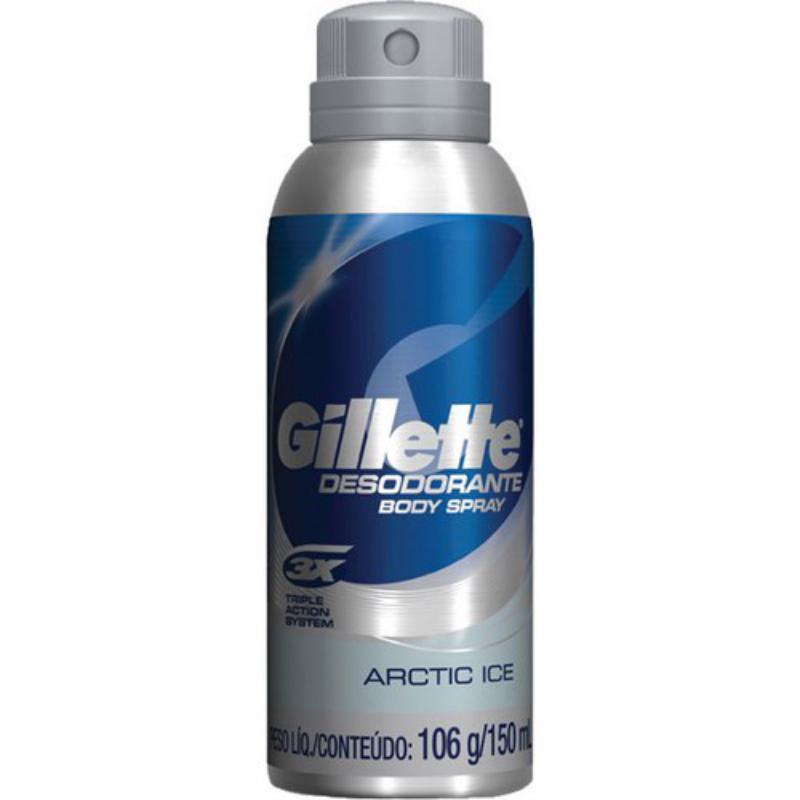 Gillette®
DESODORANTE
BODY SPRAY
3X
TRIPLE
ACTION
SYSTEM
ARCTIC ICE
PESO LÍQ./CONTEÚDO: 106 g/150 mL